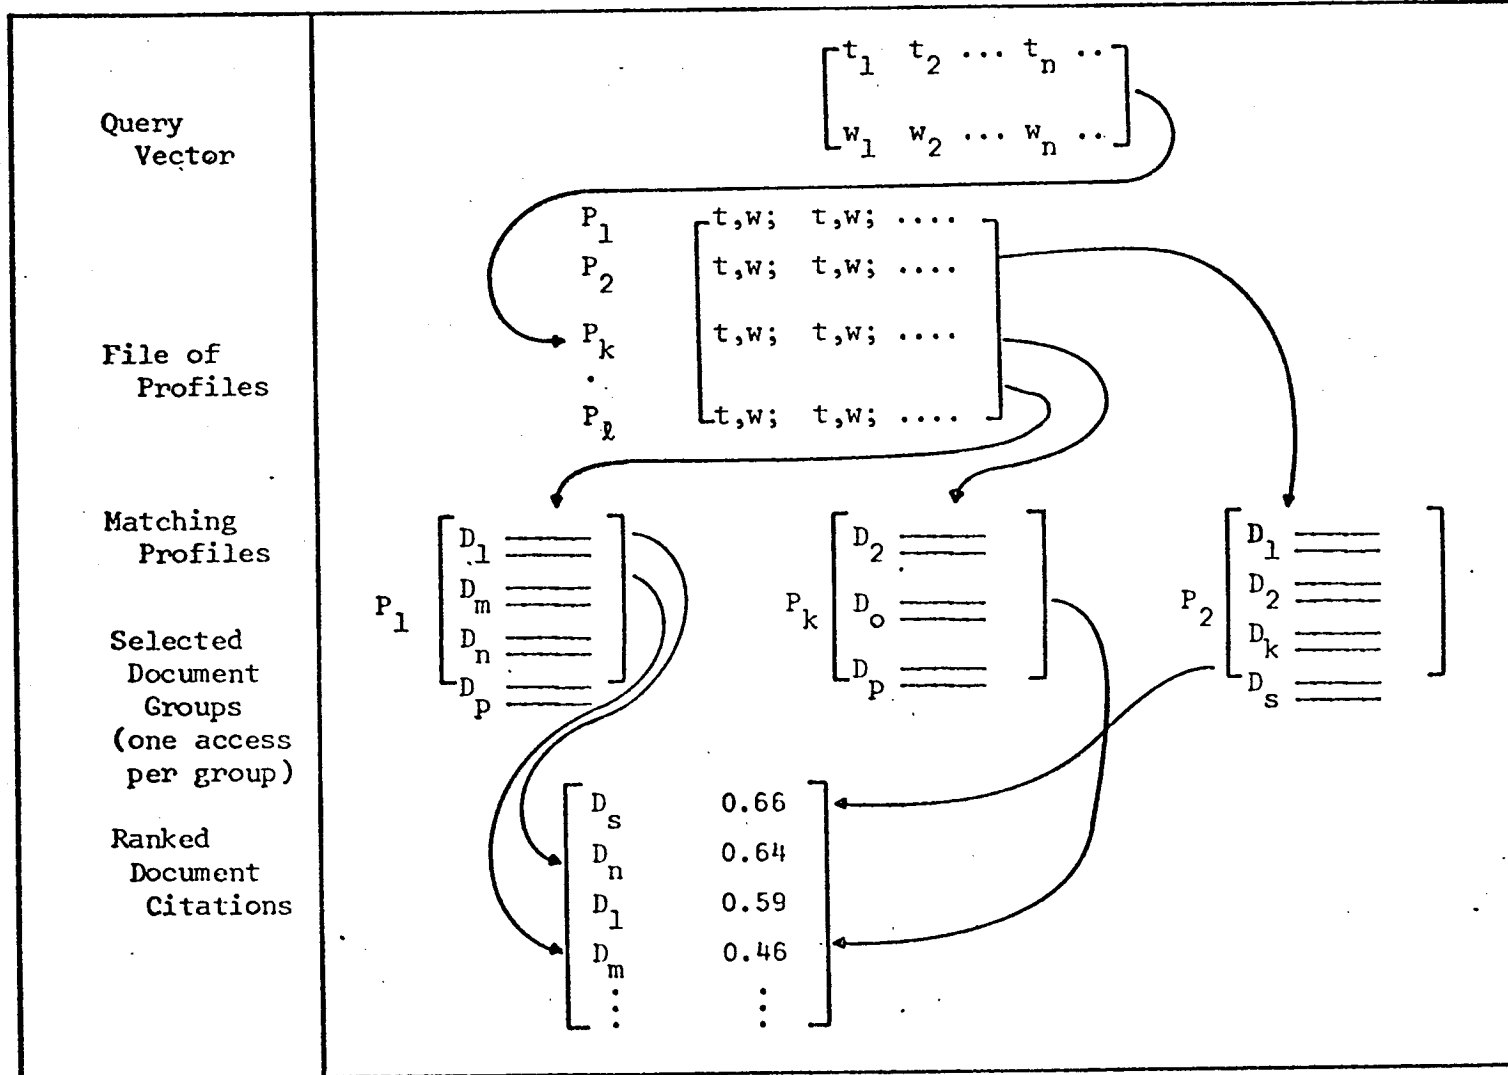 Query
Vector
File of
Profiles
Matching
Profiles
Selected
Document
Groups
(one access
per group)
Ranked
Document
Citations
t₁ t₂ ... tₙ ..
w₁ w₂ ... wₙ ..
P₁ t,w; t,w; ....
P₂ t,w; t,w; ....
Pₖ t,w; t,w; ....
.
P_ℓ t,w; t,w; ....
P₁
D₁
Dₘ
Dₙ
Dₚ
Pₖ
D₂
Dₒ
Dₚ
P₂
D₁
D₂
Dₖ
Dₛ
Dₛ 0.66
Dₙ 0.64
D₁ 0.59
Dₘ 0.46
⋮ ⋮